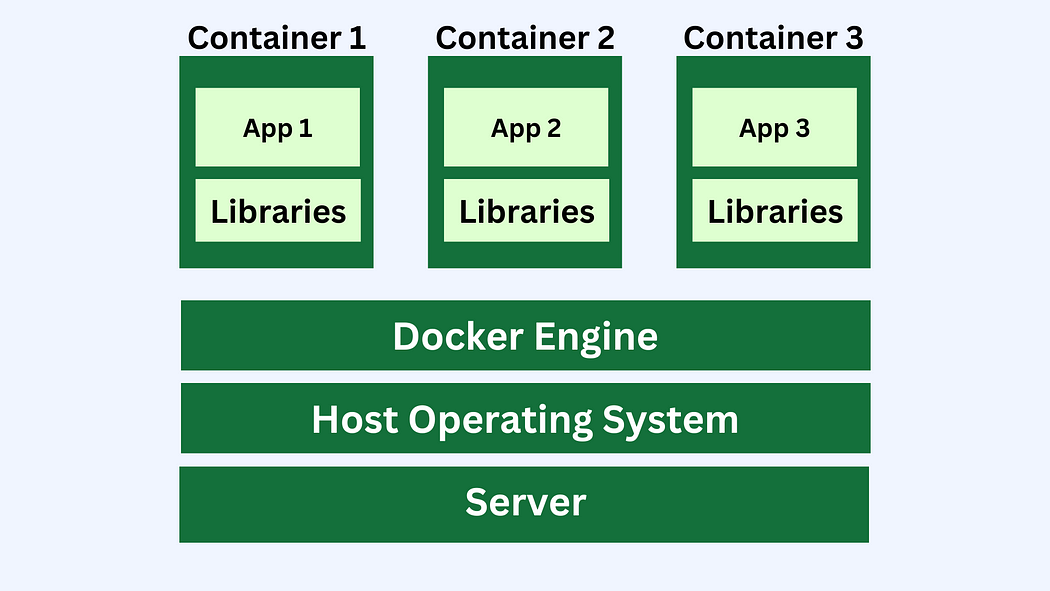 Container 1
Container 2
Container 3
App 1
App 2
App 3
Libraries
Libraries
Libraries
Docker Engine
Host Operating System
Server